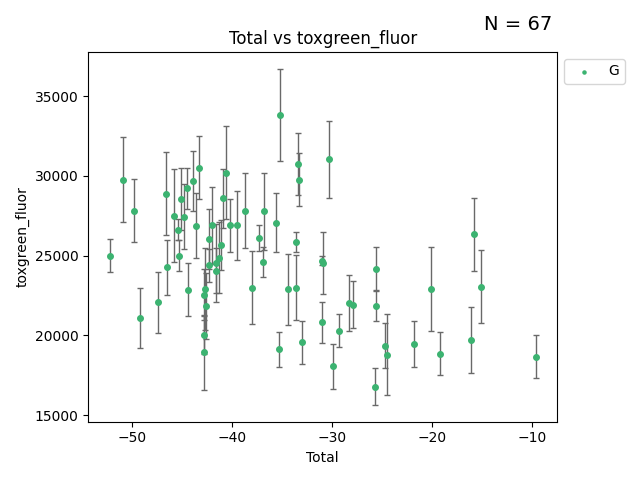 N = 67
Total vs toxgreen_fluor
G
toxgreen_fluor
35000
30000
25000
20000
15000
−50 −40 −30 −20 −10
Total